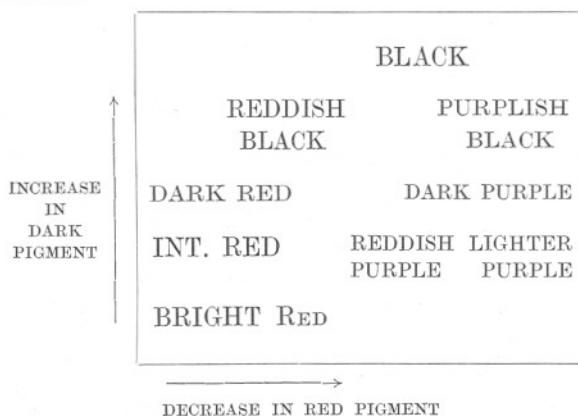 BLACK
REDDISH PURPLISH
BLACK BLACK
DARK RED DARK PURPLE
INCREASE
IN
DARK
PIGMENT
INT. RED REDDISH LIGHTER
PURPLE PURPLE
BRIGHT RED
DECREASE IN RED PIGMENT